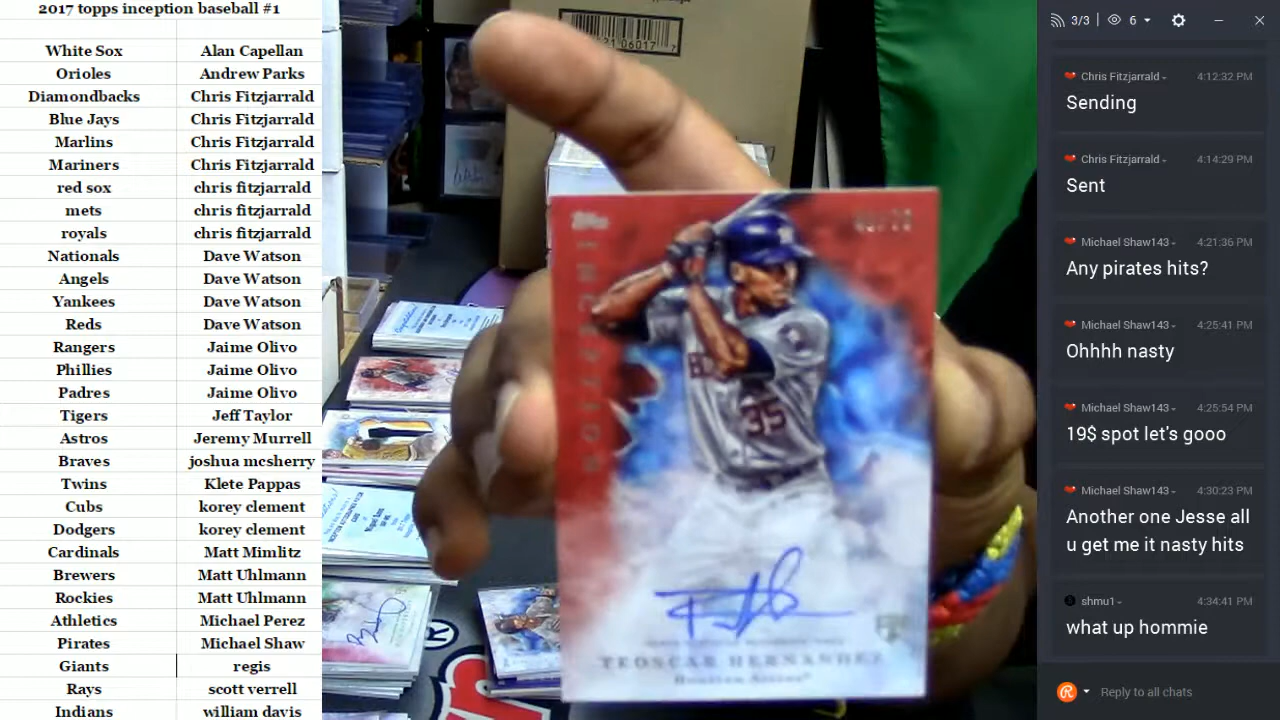 2017 topps inception baseball #1
White Sox Alan Capellan
Orioles Andrew Parks
Diamondbacks Chris Fitzjarrald
Blue Jays Chris Fitzjarrald
Marlins Chris Fitzjarrald
Mariners Chris Fitzjarrald
red sox chris fitzjarrald
mets chris fitzjarrald
royals chris fitzjarrald
Nationals Dave Watson
Angels Dave Watson
Yankees Dave Watson
Reds Dave Watson
Rangers Jaime Olivo
Phillies Jaime Olivo
Padres Jaime Olivo
Tigers Jeff Taylor
Astros Jeremy Murrell
Braves joshua mcsherry
Twins Klete Pappas
Cubs korey clement
Dodgers korey clement
Cardinals Matt Mimlitz
Brewers Matt Uhlmann
Rockies Matt Uhlmann
Athletics Michael Perez
Pirates Michael Shaw
Giants regis
Rays scott verrell
Indians william davis
Topps
INCEPTION
35
TEOSCAR HERNANDEZ
Houston Astros
3/3 6
Chris Fitzjarrald 4:12:32 PM
Sending
Chris Fitzjarrald 4:14:29 PM
Sent
Michael Shaw143 4:21:36 PM
Any pirates hits?
Michael Shaw143 4:25:41 PM
Ohhhh nasty
Michael Shaw143 4:25:54 PM
19$ spot let's gooo
Michael Shaw143 4:30:23 PM
Another one Jesse all
u get me it nasty hits
shmu1 4:34:41 PM
what up hommie
Reply to all chats